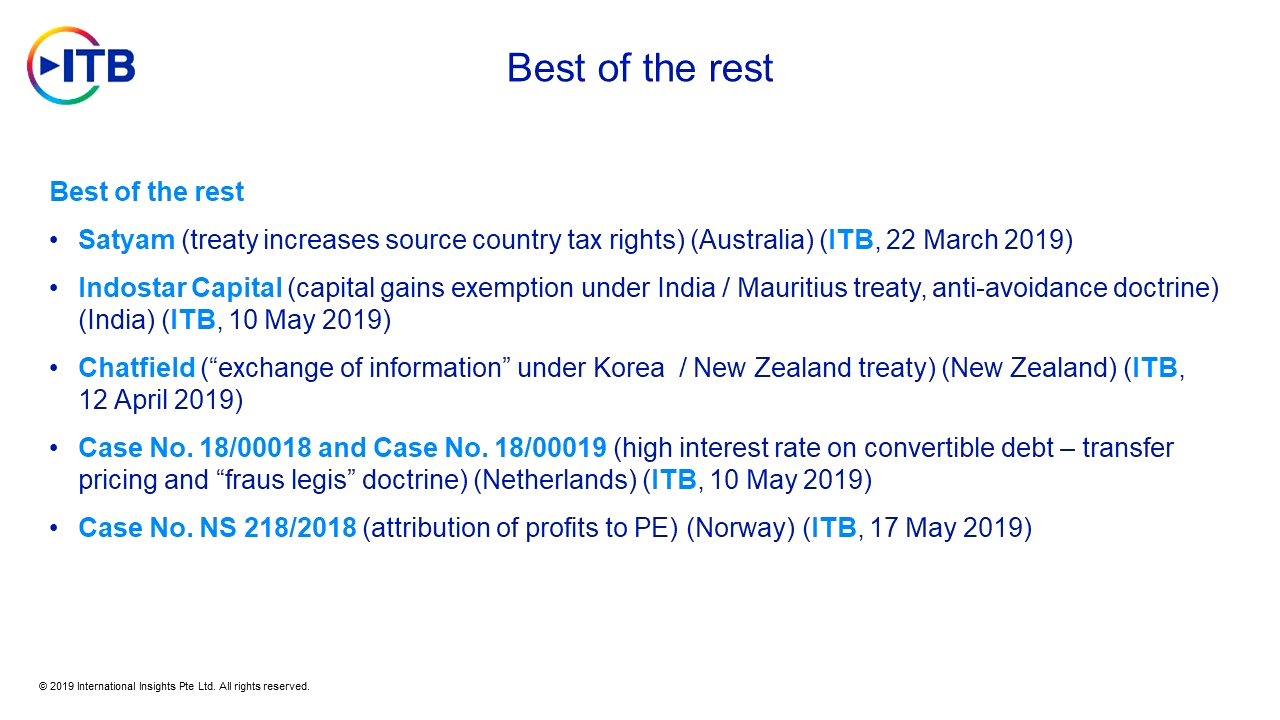 ITB
Best of the rest
Best of the rest
• Satyam (treaty increases source country tax rights) (Australia) (ITB, 22 March 2019)
• Indostar Capital (capital gains exemption under India / Mauritius treaty, anti-avoidance doctrine)
(India) (ITB, 10 May 2019)
• Chatfield (“exchange of information” under Korea  / New Zealand treaty) (New Zealand) (ITB,
12 April 2019)
• Case No. 18/00018 and Case No. 18/00019 (high interest rate on convertible debt – transfer
pricing and “fraus legis” doctrine) (Netherlands) (ITB, 10 May 2019)
• Case No. NS 218/2018 (attribution of profits to PE) (Norway) (ITB, 17 May 2019)
© 2019 International Insights Pte Ltd. All rights reserved.